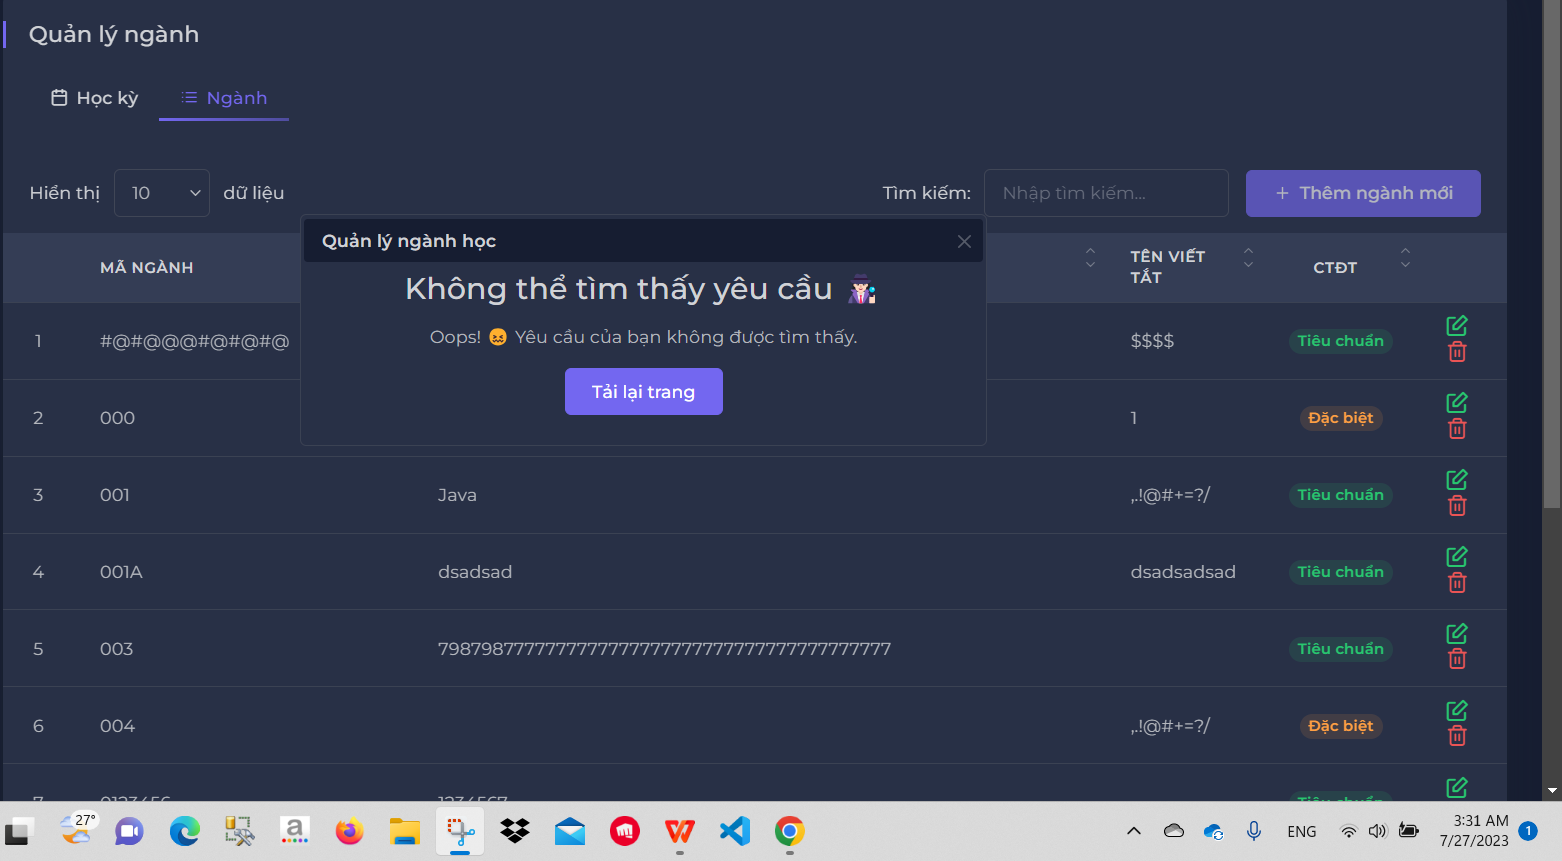 Quản lý ngành
Học kỳ Ngành
Hiển thị 10 dữ liệu Tìm kiếm: Nhập tìm kiếm... + Thêm ngành mới
Quản lý ngành học
Không thể tìm thấy yêu cầu
Oops! Yêu cầu của bạn không được tìm thấy.
Tải lại trang
MÃ NGÀNH TÊN VIẾT TẮT CTĐT
1 #@#@@@#@#@#@ $$$$ Tiêu chuẩn
2 000 1 Đặc biệt
3 001 Java ,.!@#+=?/ Tiêu chuẩn
4 001A dsadsad dsadsadsad Tiêu chuẩn
5 003 Tiêu chuẩn
6 004 ,.!@#+=?/ Đặc biệt
7 0123456 1234567 Tiêu chuẩn
27°
a
ENG
3:31 AM
7/27/2023
1